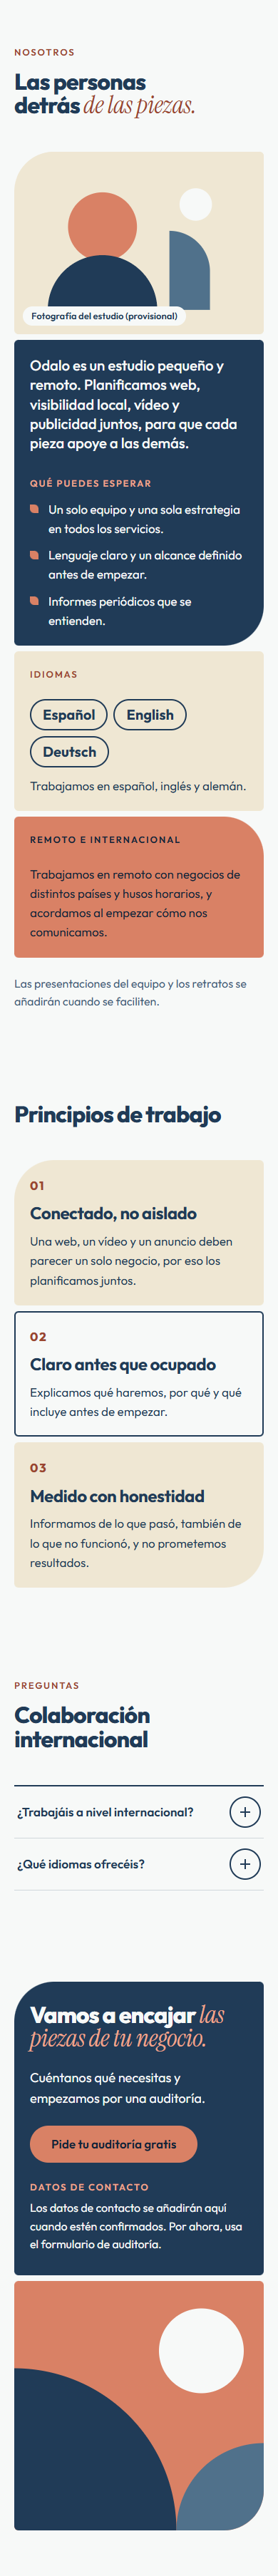 NOSOTROS
Las personas
detrás de las piezas.
Fotografía del estudio (provisional)
Odalo es un estudio pequeño y
remoto. Planificamos web,
visibilidad local, vídeo y
publicidad juntos, para que cada
pieza apoye a las demás.
QUÉ PUEDES ESPERAR
Un solo equipo y una sola estrategia
en todos los servicios.
Lenguaje claro y un alcance definido
antes de empezar.
Informes periódicos que se
entienden.
IDIOMAS
Español English
Deutsch
Trabajamos en español, inglés y alemán.
REMOTO E INTERNACIONAL
Trabajamos en remoto con negocios de
distintos países y husos horarios, y
acordamos al empezar cómo nos
comunicamos.
Las presentaciones del equipo y los retratos se
añadirán cuando se faciliten.
Principios de trabajo
01
Conectado, no aislado
Una web, un vídeo y un anuncio deben
parecer un solo negocio, por eso los
planificamos juntos.
02
Claro antes que ocupado
Explicamos qué haremos, por qué y qué
incluye antes de empezar.
03
Medido con honestidad
Informamos de lo que pasó, también de
lo que no funcionó, y no prometemos
resultados.
PREGUNTAS
Colaboración
internacional
¿Trabajáis a nivel internacional?
¿Qué idiomas ofrecéis?
Vamos a encajar las
piezas de tu negocio.
Cuéntanos qué necesitas y
empezamos por una auditoría.
Pide tu auditoría gratis
DATOS DE CONTACTO
Los datos de contacto se añadirán aquí
cuando estén confirmados. Por ahora, usa
el formulario de auditoría.